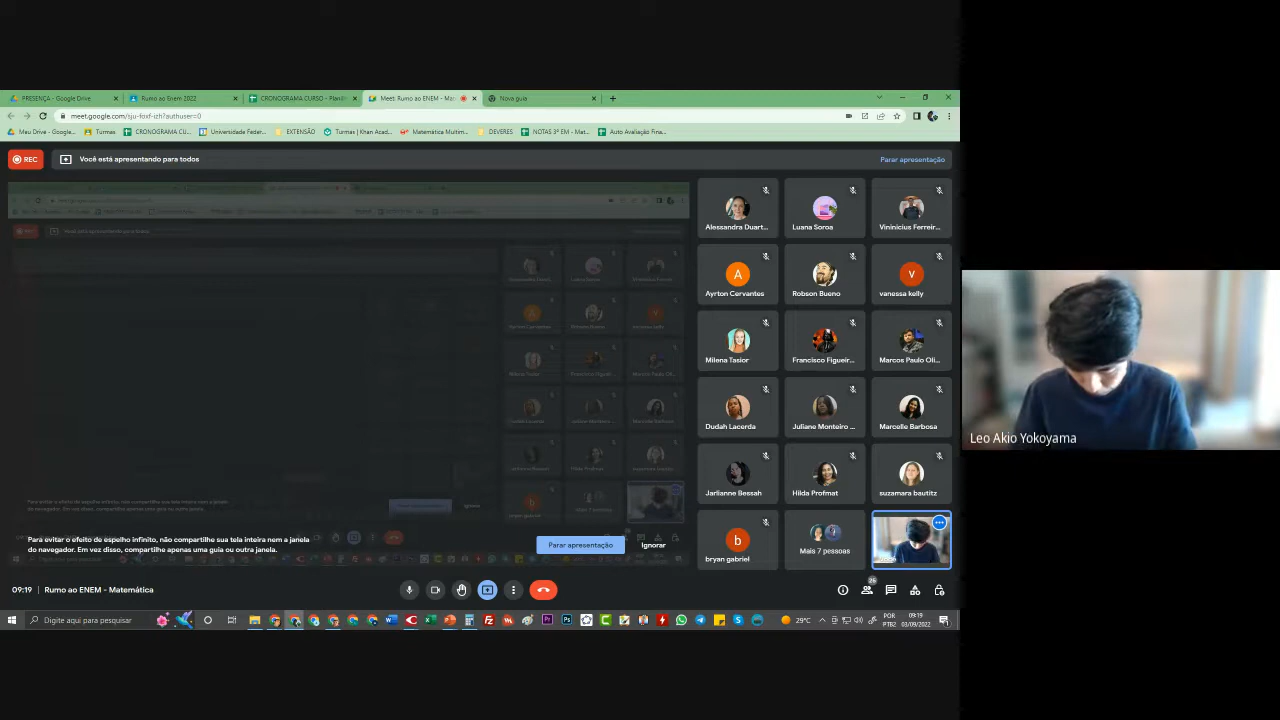 PRESENÇA - Google Drive
Rumo ao Enem 2022
CRONOGRAMA CURSO - Planilh
Meet: Rumo ao ENEM - Ma
Nova guia
meet.google.com/sju-foxf-izh?authuser=0
Meu Drive - Google...
Turmas
CRONOGRAMA CU...
Universidade Feder...
EXTENSÃO
Turmas | Khan Acad...
Matemática Multim...
DEVERES
NOTAS 3º EM - Mat...
Auto Avaliação Fina...
REC
Você está apresentando para todos
Parar apresentação
Alessandra Duart...
Luana Soroa
Vininicius Ferreir...
A
Ayrton Cervantes
Robson Bueno
V
vanessa kelly
Milena Tasior
Francisco Figueir...
Marcos Paulo Oli...
Dudah Lacerda
Juliane Monteiro ...
Marcelle Barbosa
Jarlianne Bessah
Hilda Profmat
suzamara bautitz
b
bryan gabriel
Mais 7 pessoas
Leo Akio Yokoyama
Para evitar o efeito de espelho infinito, não compartilhe sua tela inteira nem a janela
do navegador. Em vez disso, compartilhe apenas uma guia ou outra janela.
Parar apresentação
Ignorar
09:19
Rumo ao ENEM - Matemática
Digite aqui para pesquisar
29°C
POR
PTB2
09:19
03/09/2022